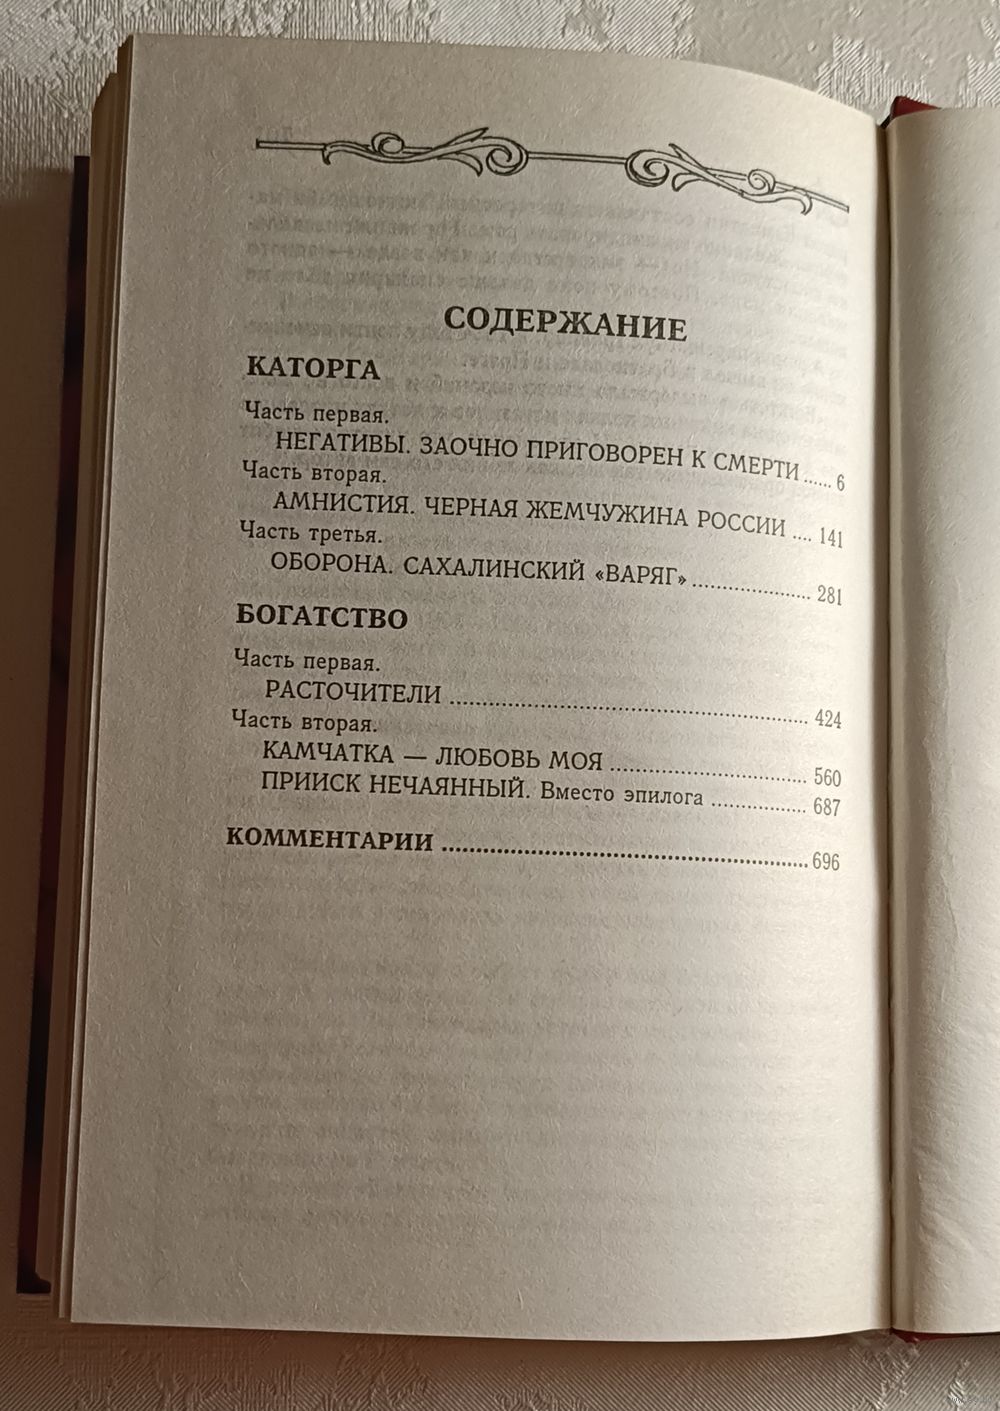 СОДЕРЖАНИЕ
КАТОРГА
Часть первая.
НЕГАТИВЫ. ЗАОЧНО ПРИГОВОРЕН К СМЕРТИ ...... 6
Часть вторая.
АМНИСТИЯ. ЧЕРНАЯ ЖЕМЧУЖИНА РОССИИ .... 141
Часть третья.
ОБОРОНА. САХАЛИНСКИЙ «ВАРЯГ» .................... 281
БОГАТСТВО
Часть первая.
РАСТОЧИТЕЛИ ............................................................ 424
Часть вторая.
КАМЧАТКА — ЛЮБОВЬ МОЯ ................................. 560
ПРИИСК НЕЧАЯННЫЙ. Вместо эпилога ................ 687
КОММЕНТАРИИ ............................................................ 696